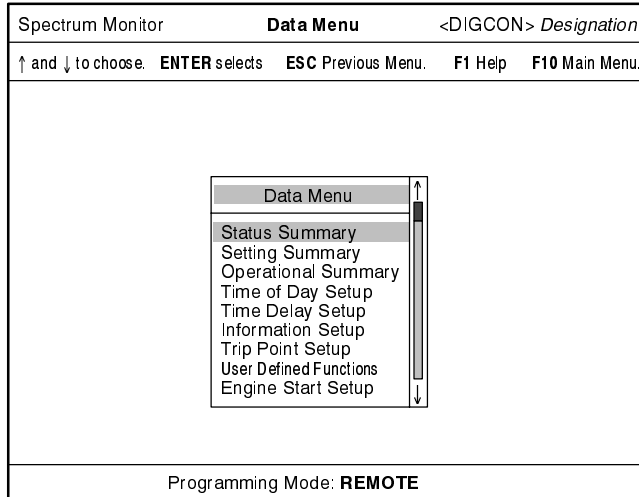 Spectrum Monitor Data Menu <DIGCON> Designation
↑ and ↓ to choose. ENTER selects ESC Previous Menu. F1 Help F10 Main Menu.
Data Menu
Status Summary
Setting Summary
Operational Summary
Time of Day Setup
Time Delay Setup
Information Setup
Trip Point Setup
User Defined Functions
Engine Start Setup
Programming Mode: REMOTE